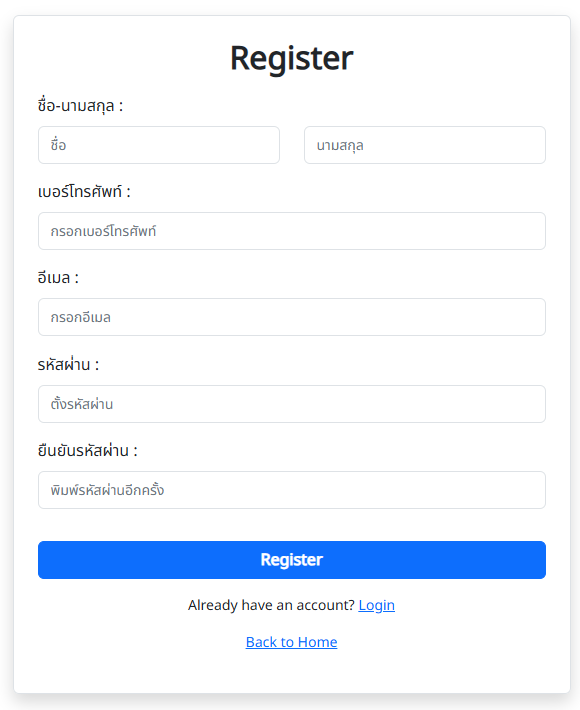 Register
ชื่อ-นามสกุล :
ชื่อ นามสกุล
เบอร์โทรศัพท์ :
กรอกเบอร์โทรศัพท์
อีเมล :
กรอกอีเมล
รหัสผ่าน :
ตั้งรหัสผ่าน
ยืนยันรหัสผ่าน :
พิมพ์รหัสผ่านอีกครั้ง
Register
Already have an account? Login
Back to Home